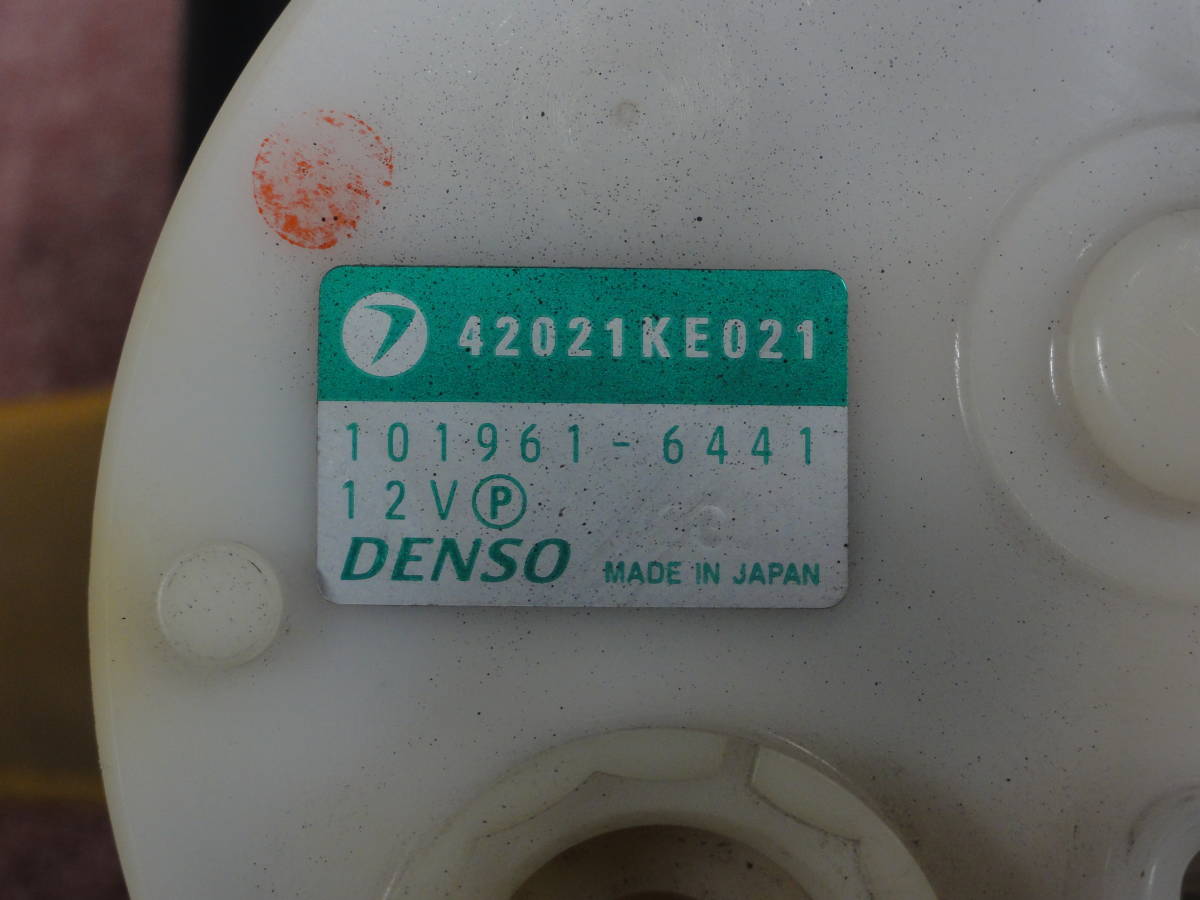 42021KE021
101961-6441
12V Ⓟ
DENSO MADE IN JAPAN